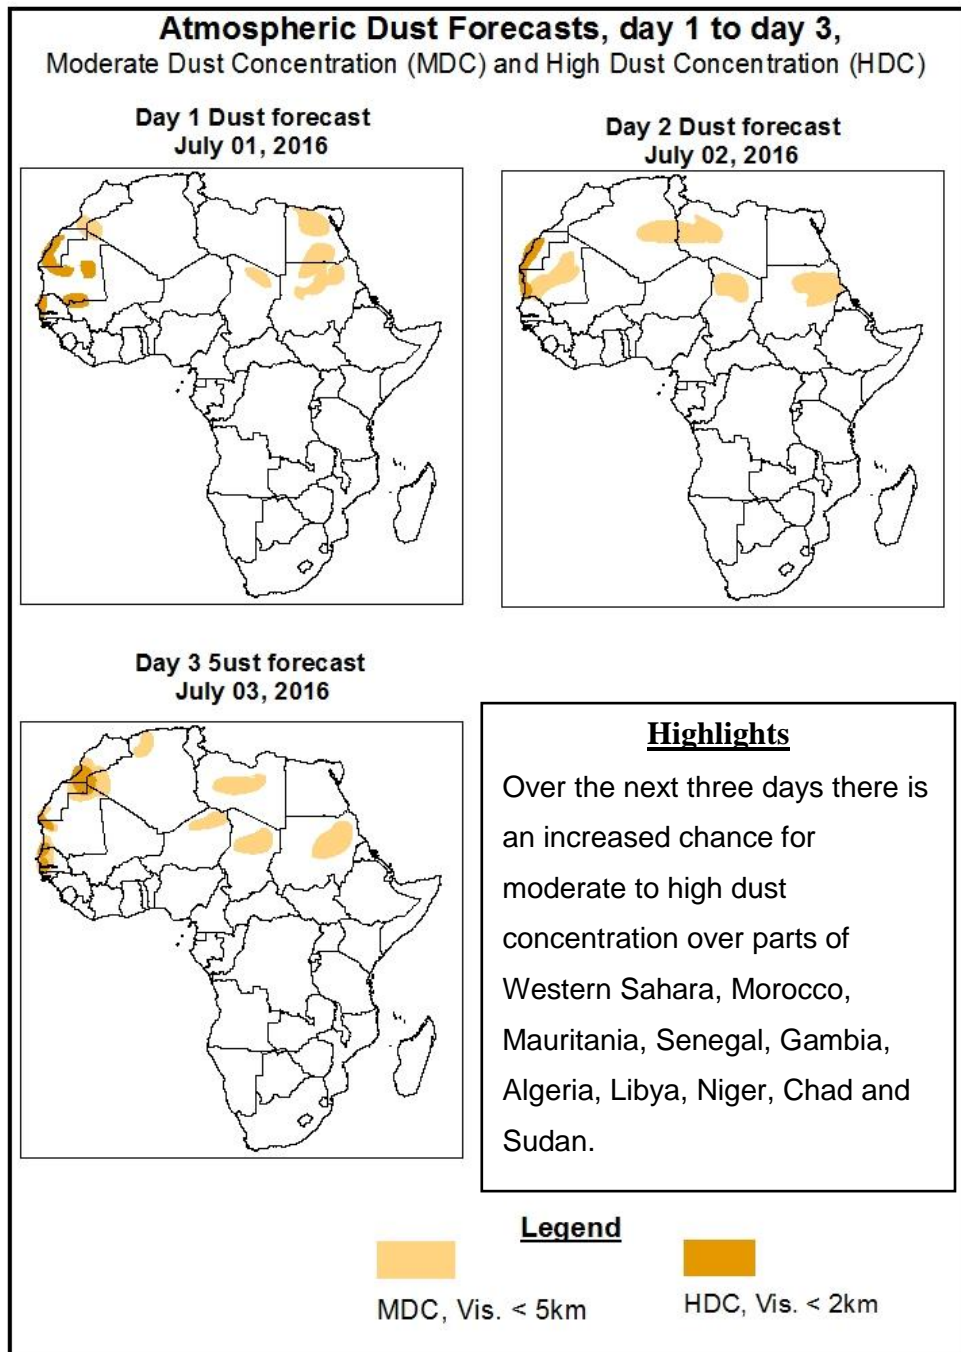 Atmospheric Dust Forecasts, day 1 to day 3,
Moderate Dust Concentration (MDC) and High Dust Concentration (HDC)
Day 1 Dust forecast
July 01, 2016
Day 2 Dust forecast
July 02, 2016
Day 3 5ust forecast
July 03, 2016
Highlights
Over the next three days there is
an increased chance for
moderate to high dust
concentration over parts of
Western Sahara, Morocco,
Mauritania, Senegal, Gambia,
Algeria, Libya, Niger, Chad and
Sudan.
Legend
MDC, Vis. < 5km
HDC, Vis. < 2km